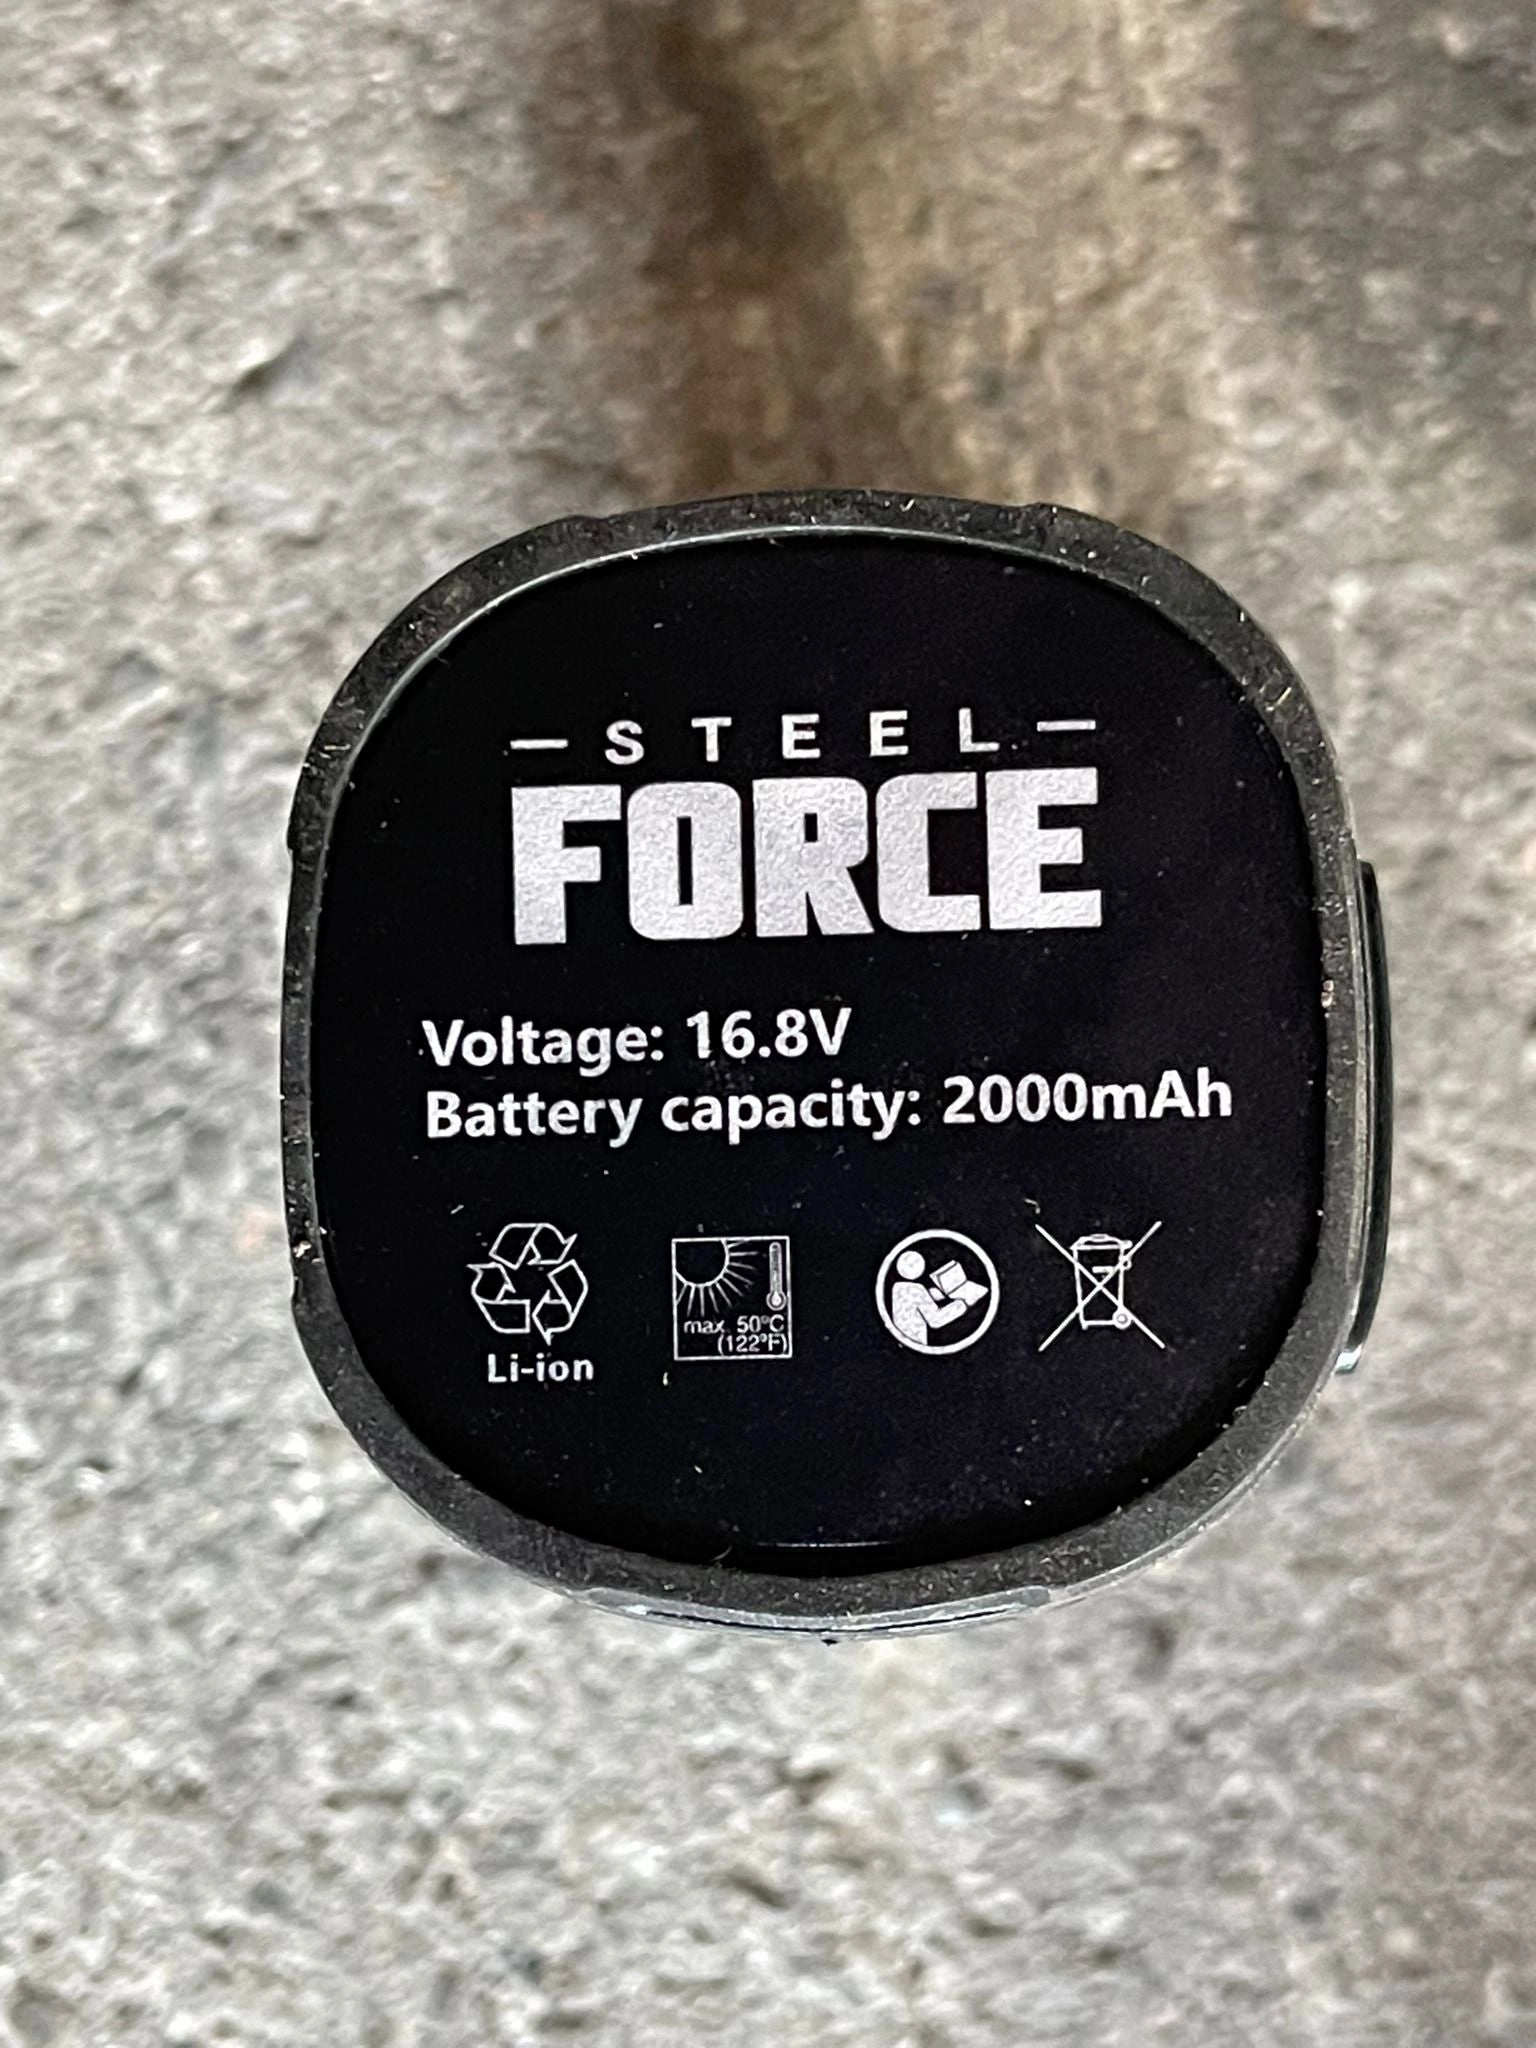 STEEL
FORCE
Voltage: 16.8V
Battery capacity: 2000mAh
Li-ion
max. 50°C
(122°F)